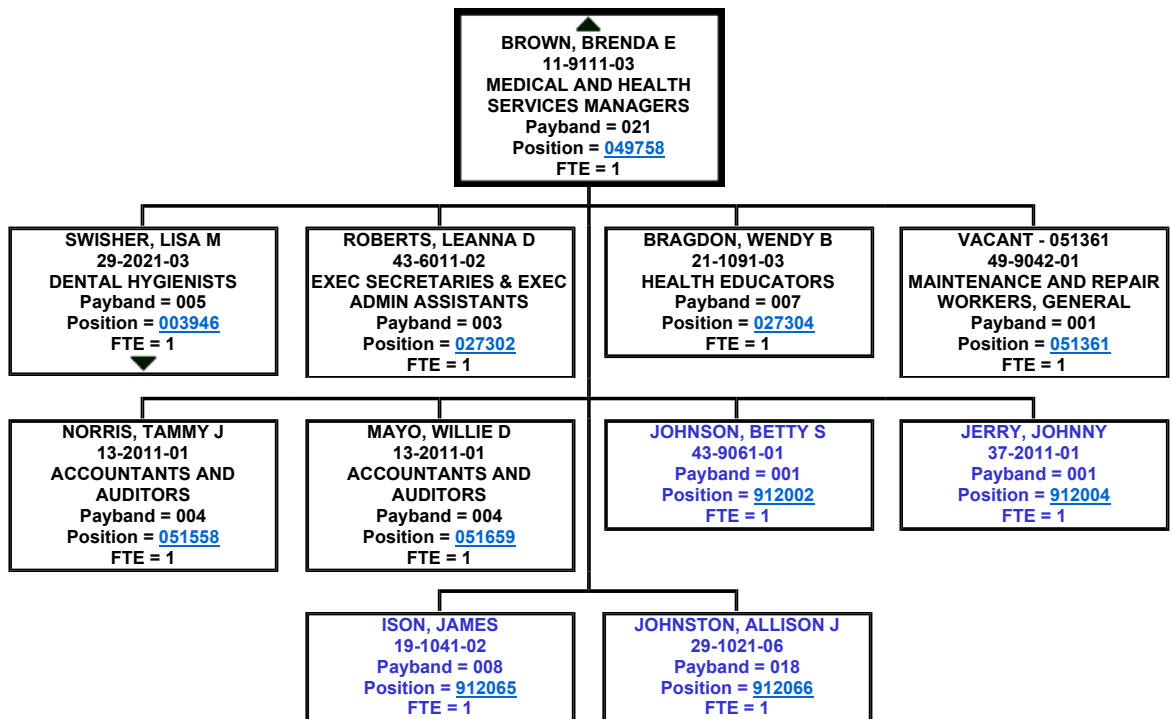 BROWN, BRENDA E
11-9111-03
MEDICAL AND HEALTH
SERVICES MANAGERS
Payband = 021
Position = 049758
FTE = 1
SWISHER, LISA M
29-2021-03
DENTAL HYGIENISTS
Payband = 005
Position = 003946
FTE = 1
ROBERTS, LEANNA D
43-6011-02
EXEC SECRETARIES & EXEC
ADMIN ASSISTANTS
Payband = 003
Position = 027302
FTE = 1
BRAGDON, WENDY B
21-1091-03
HEALTH EDUCATORS
Payband = 007
Position = 027304
FTE = 1
VACANT - 051361
49-9042-01
MAINTENANCE AND REPAIR
WORKERS, GENERAL
Payband = 001
Position = 051361
FTE = 1
NORRIS, TAMMY J
13-2011-01
ACCOUNTANTS AND
AUDITORS
Payband = 004
Position = 051558
FTE = 1
MAYO, WILLIE D
13-2011-01
ACCOUNTANTS AND
AUDITORS
Payband = 004
Position = 051659
FTE = 1
JOHNSON, BETTY S
43-9061-01
Payband = 001
Position = 912002
FTE = 1
JERRY, JOHNNY
37-2011-01
Payband = 001
Position = 912004
FTE = 1
ISON, JAMES
19-1041-02
Payband = 008
Position = 912065
FTE = 1
JOHNSTON, ALLISON J
29-1021-06
Payband = 018
Position = 912066
FTE = 1